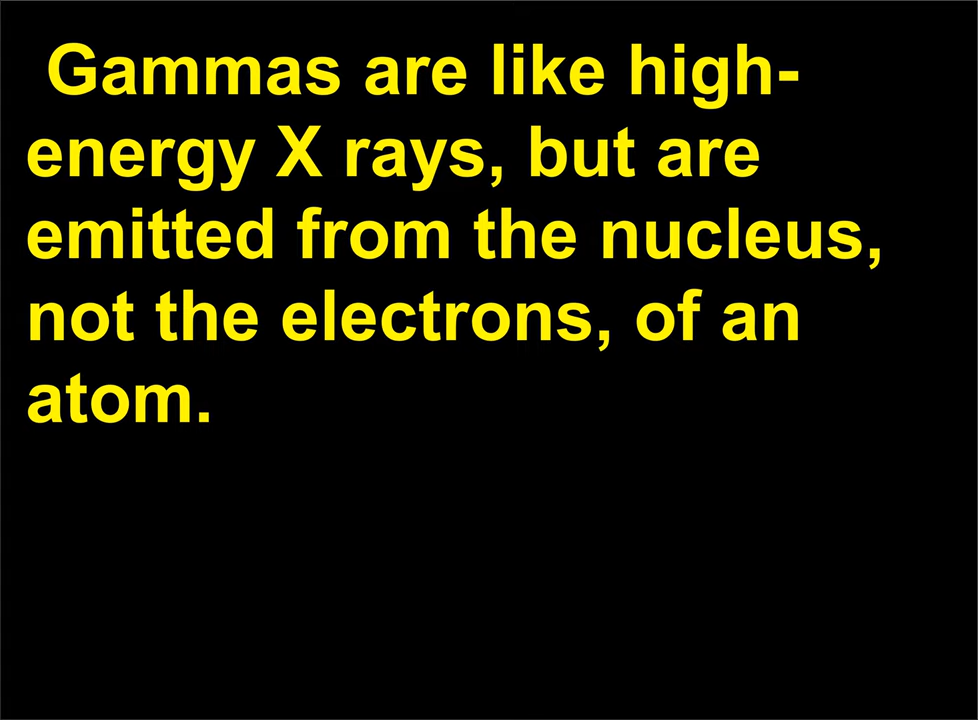 Gammas are like high-
energy X rays, but are
emitted from the nucleus,
not the electrons, of an
atom.